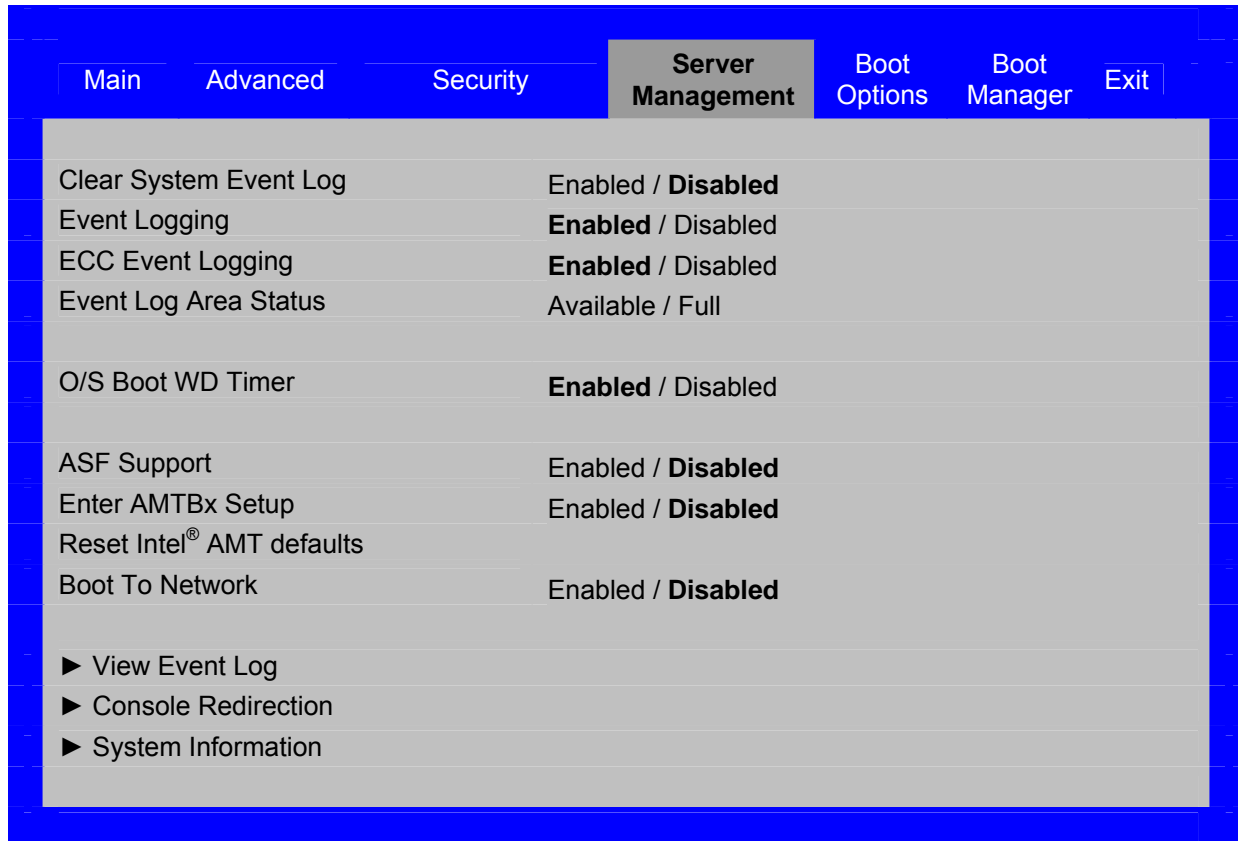 Main Advanced Security Server Management Boot Options Boot Manager Exit
Clear System Event Log Enabled / Disabled
Event Logging Enabled / Disabled
ECC Event Logging Enabled / Disabled
Event Log Area Status Available / Full
O/S Boot WD Timer Enabled / Disabled
ASF Support Enabled / Disabled
Enter AMTBx Setup Enabled / Disabled
Reset Intel® AMT defaults
Boot To Network Enabled / Disabled
► View Event Log
► Console Redirection
► System Information